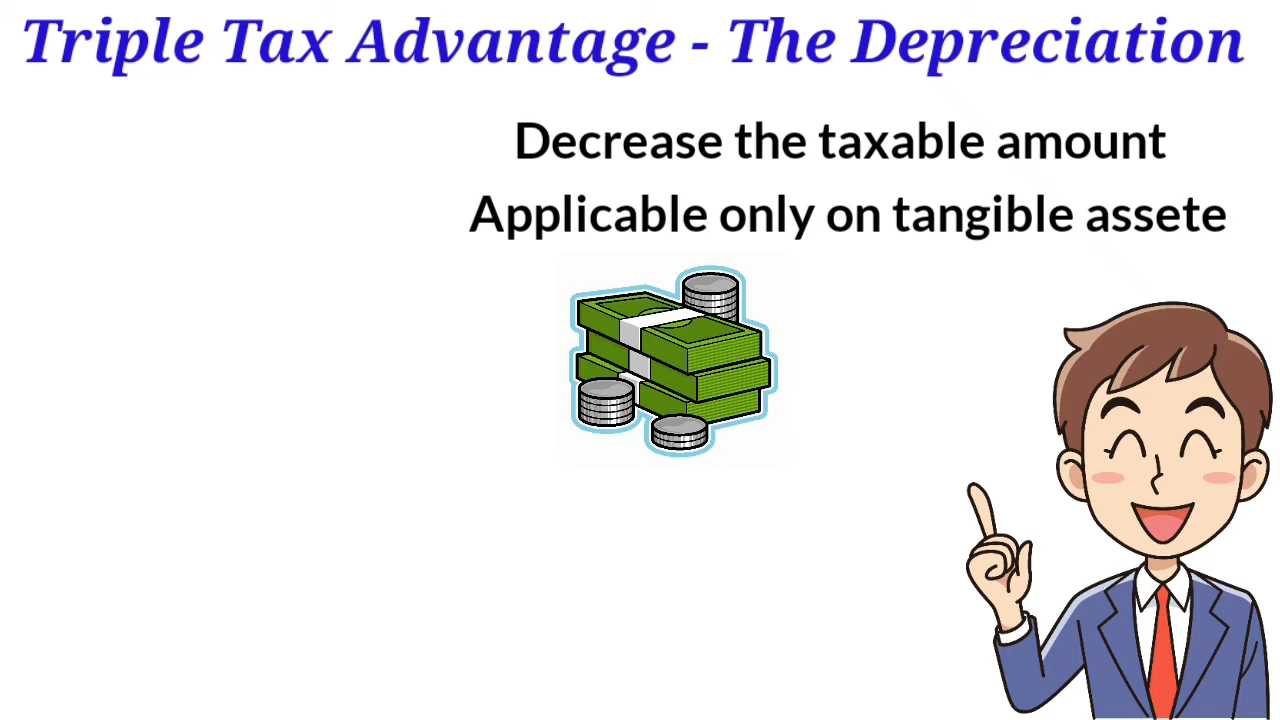 Triple Tax Advantage - The Depreciation
Decrease the taxable amount
Applicable only on tangible assete